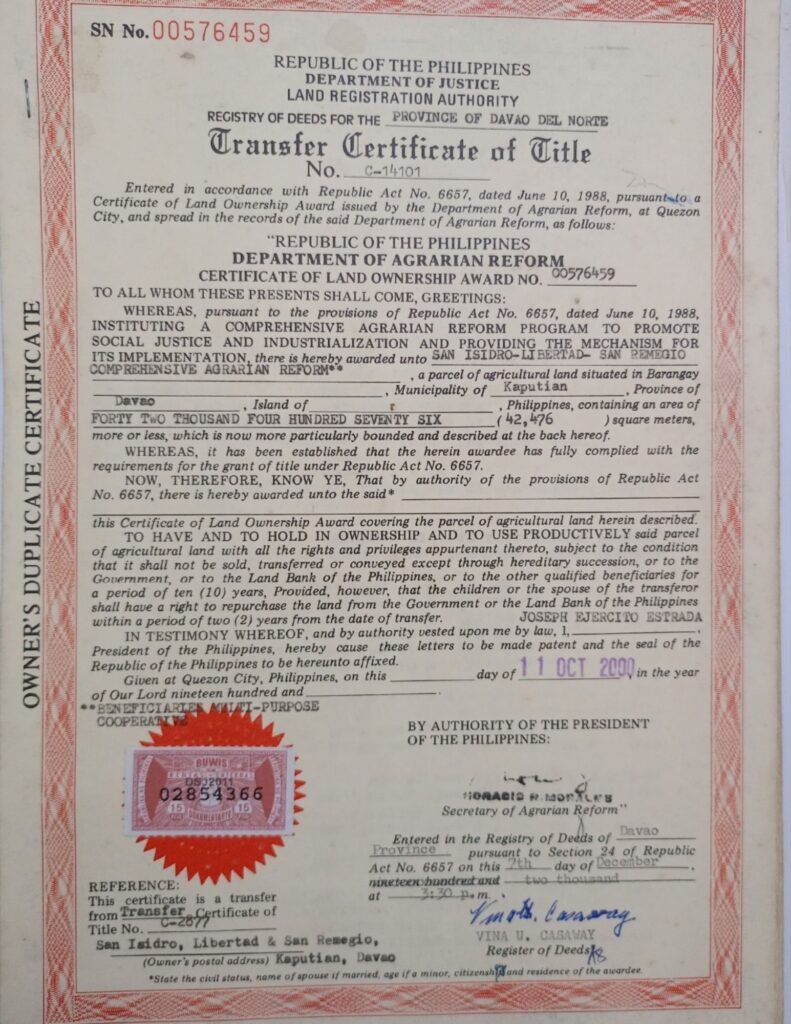 SN No. 00576459
REPUBLIC OF THE PHILIPPINES
DEPARTMENT OF JUSTICE
LAND REGISTRATION AUTHORITY
REGISTRY OF DEEDS FOR THE PROVINCE OF DAVAO DEL NORTE
Transfer Certificate of Title
No. C-14101
Entered in accordance with Republic Act No. 6657, dated June 10, 1988, pursuant to a
Certificate of Land Ownership Award issued by the Department of Agrarian Reform, at Quezon
City, and spread in the records of the said Department of Agrarian Reform, as follows:
"REPUBLIC OF THE PHILIPPINES
DEPARTMENT OF AGRARIAN REFORM
CERTIFICATE OF LAND OWNERSHIP AWARD NO. 00576459
TO ALL WHOM THESE PRESENTS SHALL COME, GREETINGS:
WHEREAS, pursuant to the provisions of Republic Act No. 6657, dated June 10, 1988,
INSTITUTING A COMPREHENSIVE AGRARIAN REFORM PROGRAM TO PROMOTE
SOCIAL JUSTICE AND INDUSTRIALIZATION AND PROVIDING THE MECHANISM FOR
ITS IMPLEMENTATION, there is hereby awarded unto SAN ISIDRO-LIBERTAD- SAN REMEGIO
COMPREHENSIVE AGRARIAN REFORM** , a parcel of agricultural land situated in Barangay
, Municipality of Kaputian , Province of
Davao , Island of , Philippines, containing an area of
FORTY TWO THOUSAND FOUR HUNDRED SEVENTY SIX (42,476 ) square meters,
more or less, which is now more particularly bounded and described at the back hereof.
WHEREAS, it has been established that the herein awardee has fully complied with the
requirements for the grant of title under Republic Act No. 6657.
NOW, THEREFORE, KNOW YE, That by authority of the provisions of Republic Act
No. 6657, there is hereby awarded unto the said*
this Certificate of Land Ownership Award covering the parcel of agricultural land herein described.
TO HAVE AND TO HOLD IN OWNERSHIP AND TO USE PRODUCTIVELY said parcel
of agricultural land with all the rights and privileges appurtenant thereto, subject to the condition
that it shall not be sold, transferred or conveyed except through hereditary succession, or to the
Government, or to the Land Bank of the Philippines, or to the other qualified beneficiaries for
a period of ten (10) years, Provided, however, that the children or the spouse of the transferor
shall have a right to repurchase the land from the Government or the Land Bank of the Philippines
within a period of two (2) years from the date of transfer. JOSEPH EJERCITO ESTRADA
IN TESTIMONY WHEREOF, and by authority vested upon me by law, I, ,
President of the Philippines, hereby cause these letters to be made patent and the seal of the
Republic of the Philippines to be hereunto affixed.
Given at Quezon City, Philippines, on this day of 11 OCT 2000, in the year
of Our Lord nineteen hundred and .
**BENEFICIARIES MULTI-PURPOSE
COOPERATIVE
BY AUTHORITY OF THE PRESIDENT
OF THE PHILIPPINES:
BUWIS
DSJ2011
02854366
15 15
HORACIO R. MORALES
Secretary of Agrarian Reform"
Entered in the Registry of Deeds of Davao
Province pursuant to Section 24 of Republic
Act No. 6657 on this 7th day of December ,
nineteen hundred and two thousand
at 3:30 p.m.
REFERENCE:
This certificate is a transfer
from Transfer Certificate of
Title No. C-2877
San Isidro, Libertad & San Remegio,
(Owner's postal address) Kaputian, Davao
VINA U. CASAWAY
Register of Deeds
*State the civil status, name of spouse if married, age if a minor, citizenship and residence of the awardee.
OWNER'S DUPLICATE CERTIFICATE